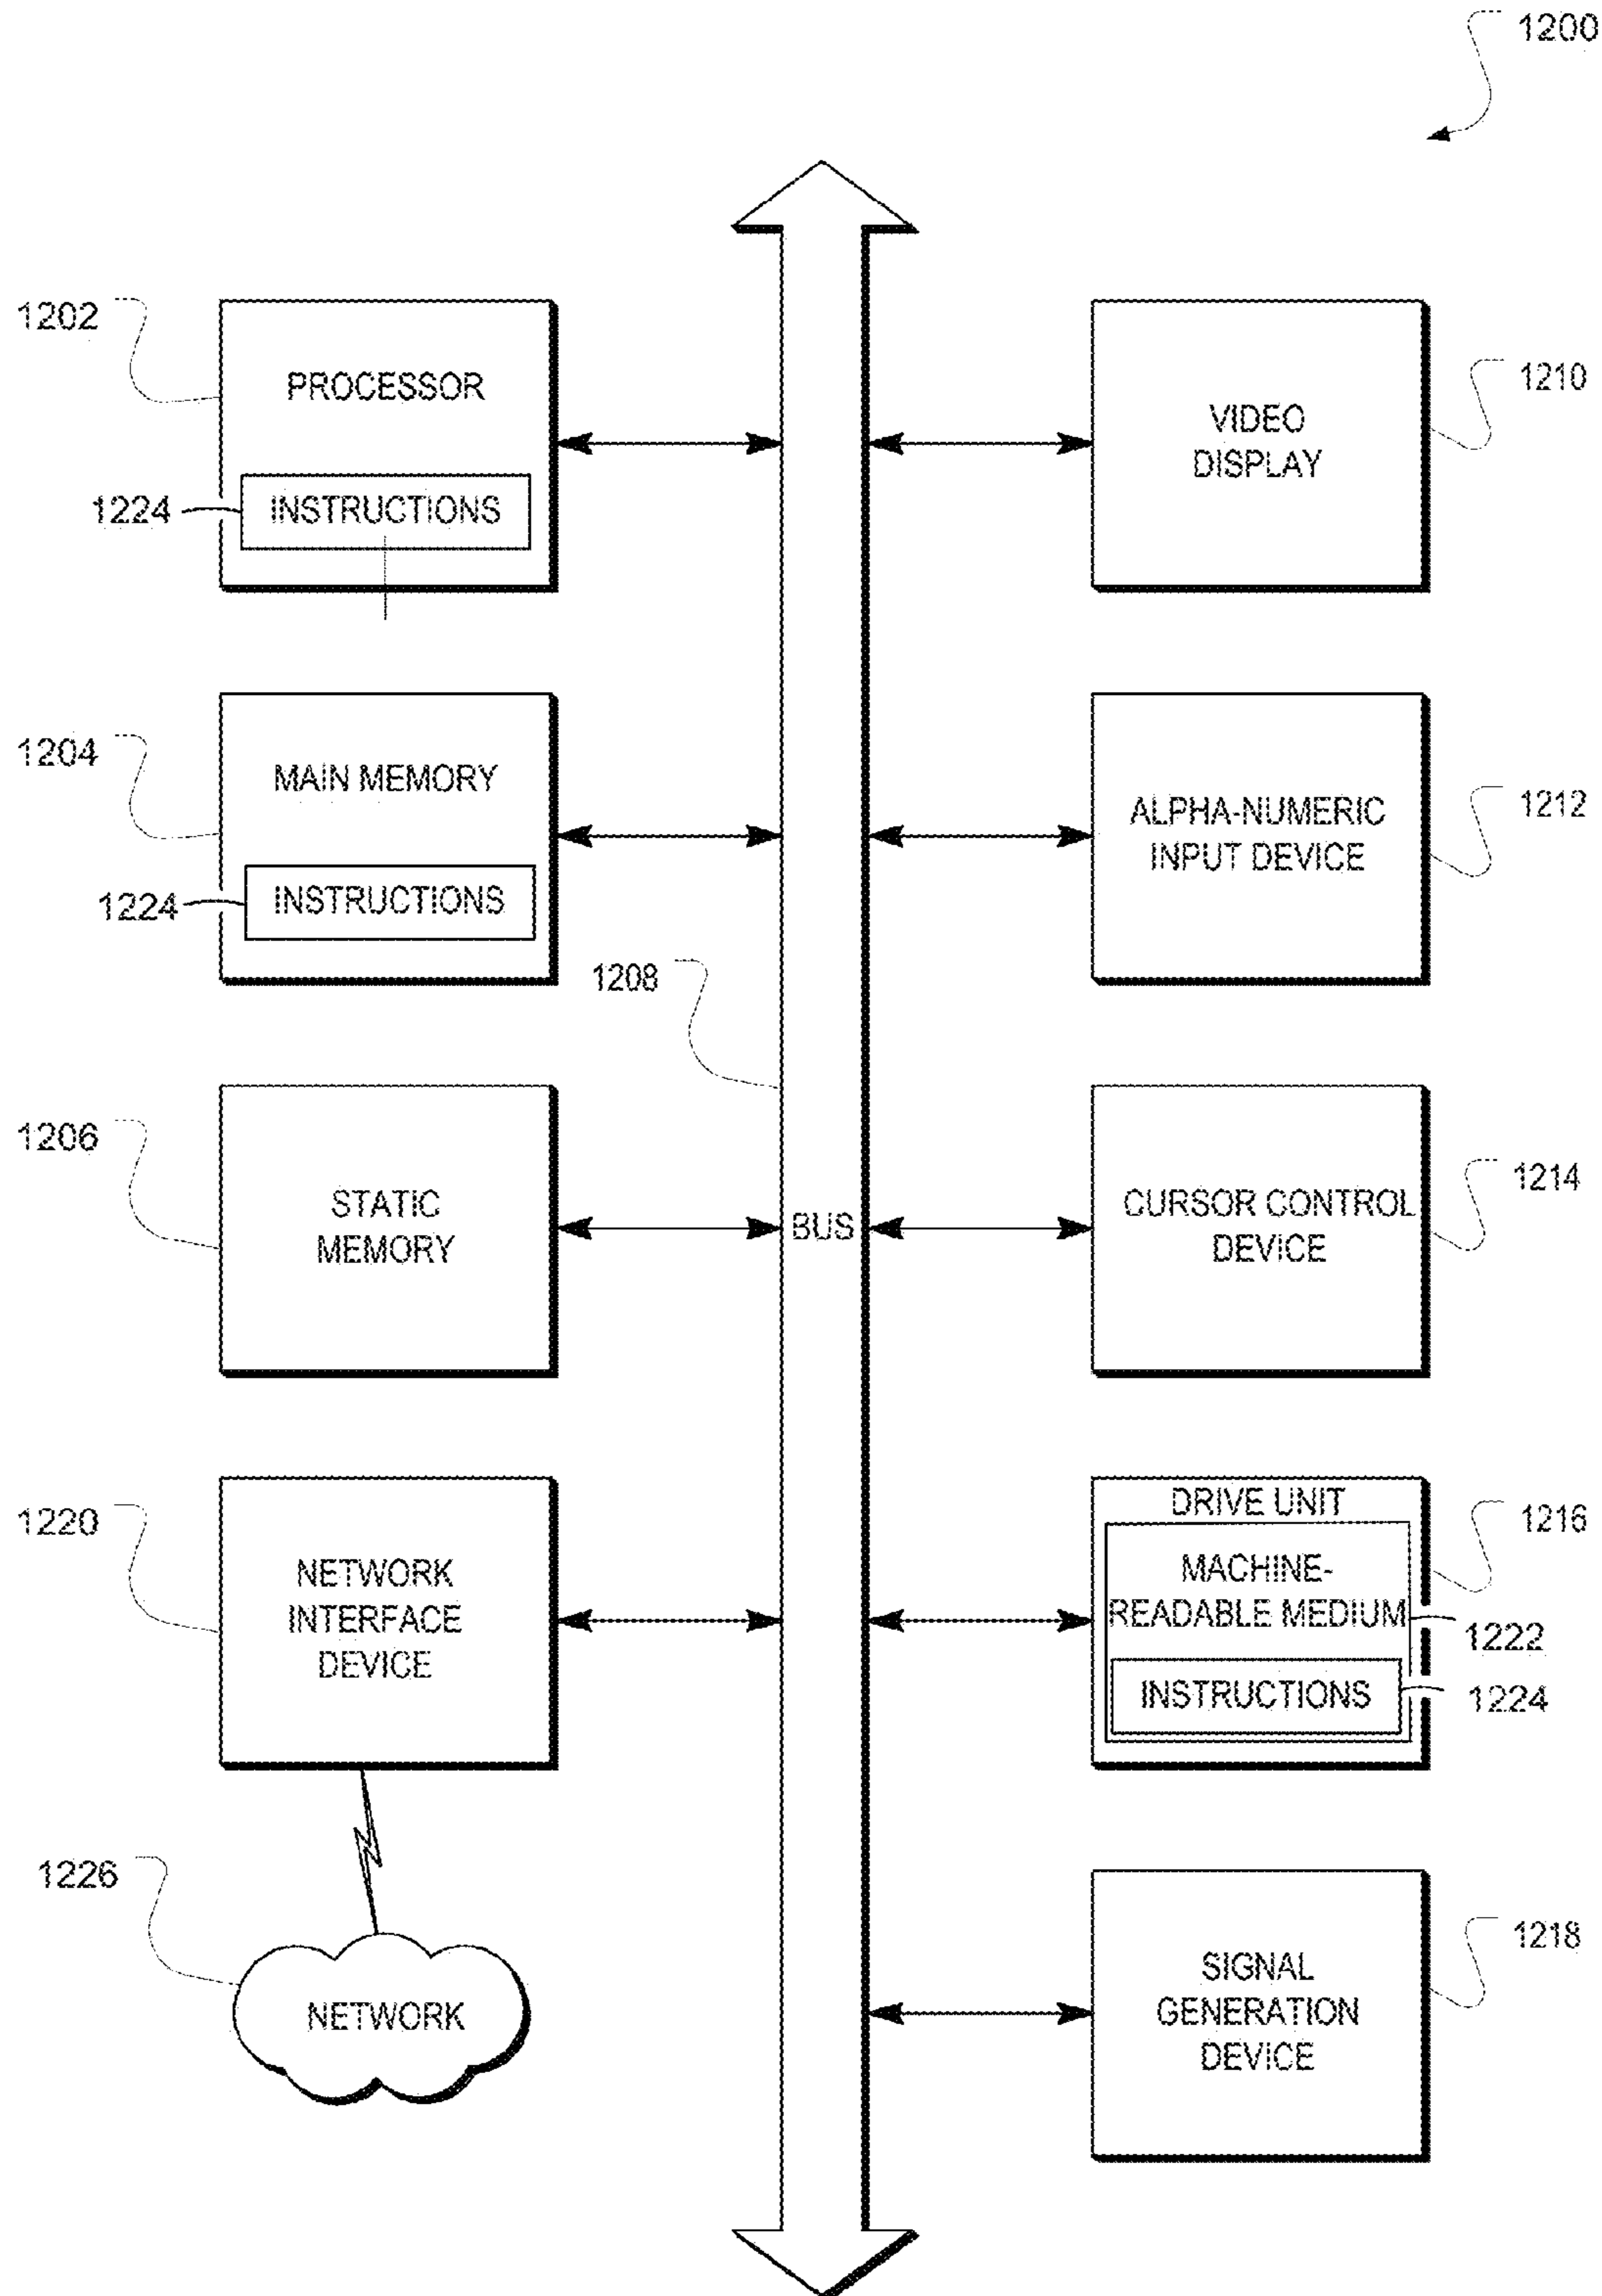 1200
1202
PROCESSOR
1224
INSTRUCTIONS
1204
MAIN MEMORY
1224
INSTRUCTIONS
1208
1206
STATIC
MEMORY
1220
NETWORK
INTERFACE
DEVICE
1226
NETWORK
BUS
1210
VIDEO
DISPLAY
1212
ALPHA-NUMERIC
INPUT DEVICE
1214
CURSOR CONTROL
DEVICE
DRIVE UNIT
1216
MACHINE-
READABLE MEDIUM
1222
INSTRUCTIONS
1224
1218
SIGNAL
GENERATION
DEVICE